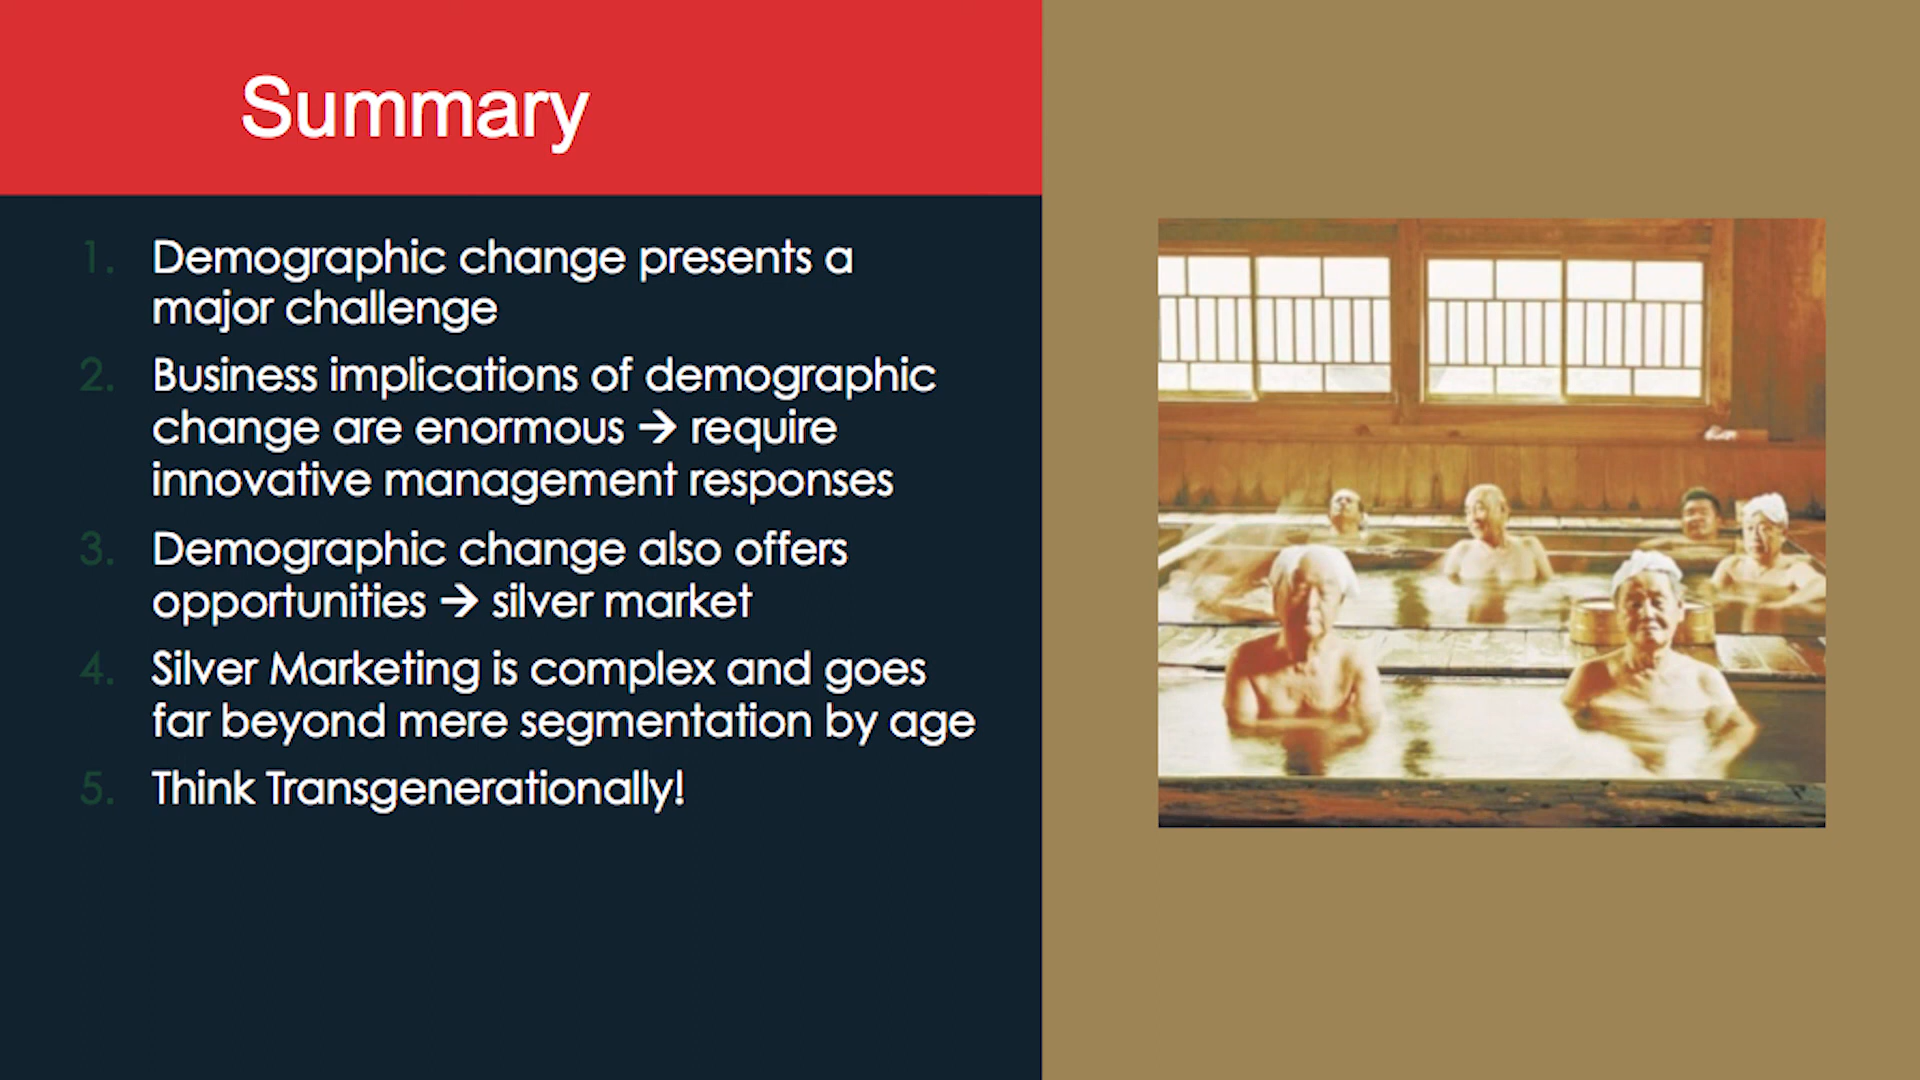 Summary
1. Demographic change presents a
major challenge
2. Business implications of demographic
change are enormous → require
innovative management responses
3. Demographic change also offers
opportunities → silver market
4. Silver Marketing is complex and goes
far beyond mere segmentation by age
5. Think Transgenerationally!